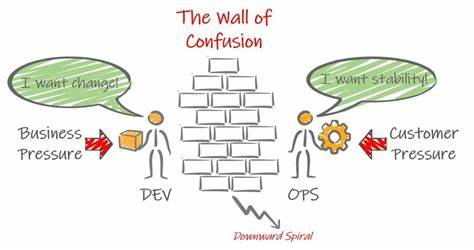 The Wall of
Confusion
I want change!
I want stability!
Business
Pressure
Customer
Pressure
DEV
OPS
Downward Spiral